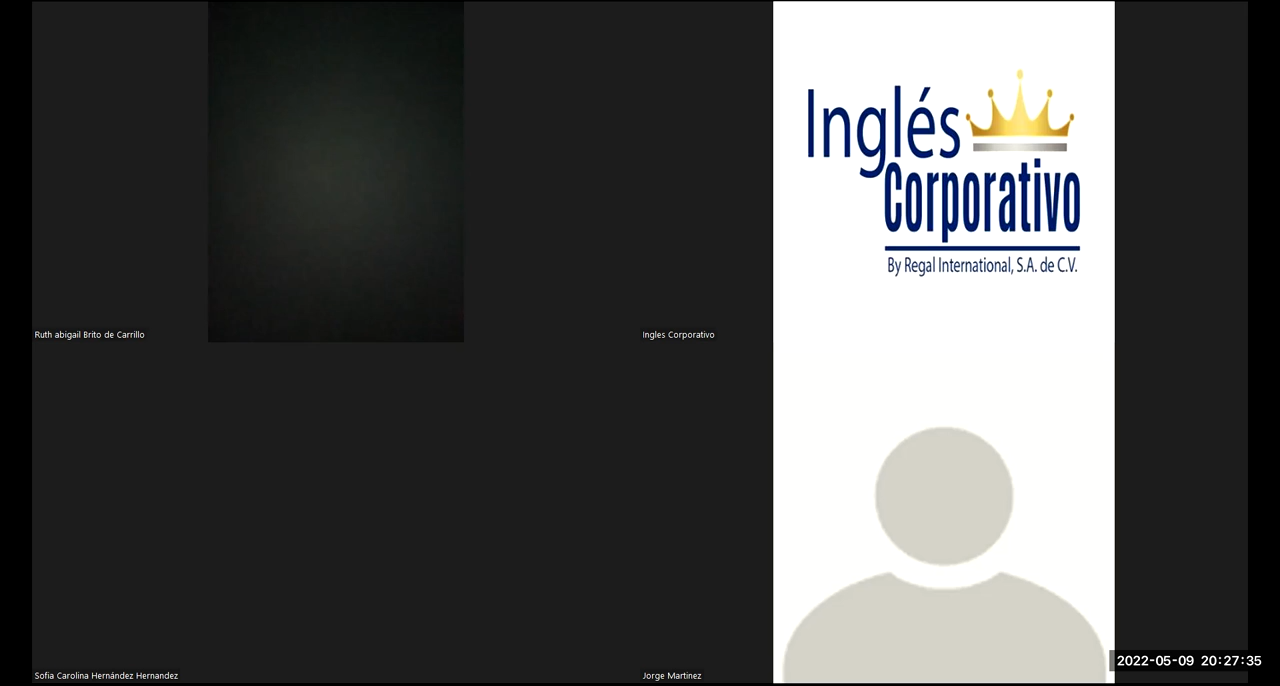 Inglés
Corporativo
By Regal International, S.A. de C.V.
Ruth abigail Brito de Carrillo
Ingles Corporativo
Sofia Carolina Hernández Hernandez
Jorge Martinez
2022-05-09 20:27:35